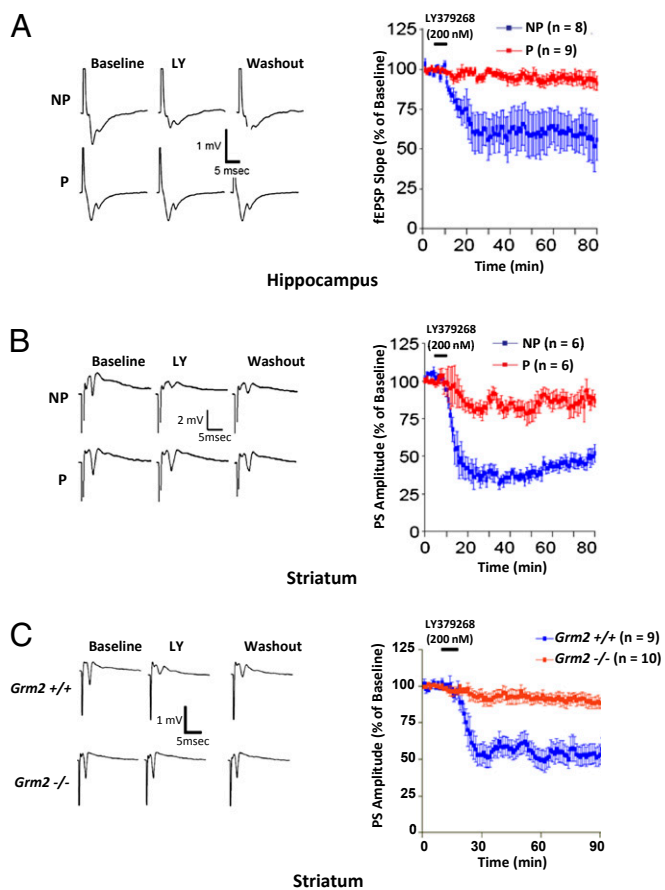 A
Baseline LY Washout
NP
1 mV
5 msec
P
LY379268
(200 nM)
NP (n = 8)
P (n = 9)
fEPSP Slope (% of Baseline)
125
100
75
50
25
0
0 20 40 60 80
Time (min)
Hippocampus
B
Baseline LY Washout
NP
2 mV
5msec
P
LY379268
(200 nM)
NP (n = 6)
P (n = 6)
PS Amplitude (% of Baseline)
125
100
75
50
25
0
0 20 40 60 80
Time (min)
Striatum
C
Baseline LY Washout
Grm2 +/+
1 mV
5msec
Grm2 -/-
LY379268
(200 nM)
Grm2 +/+ (n = 9)
Grm2 -/- (n = 10)
PS Amplitude (% of Baseline)
125
100
75
50
25
0
0 30 60 90
Time (min)
Striatum